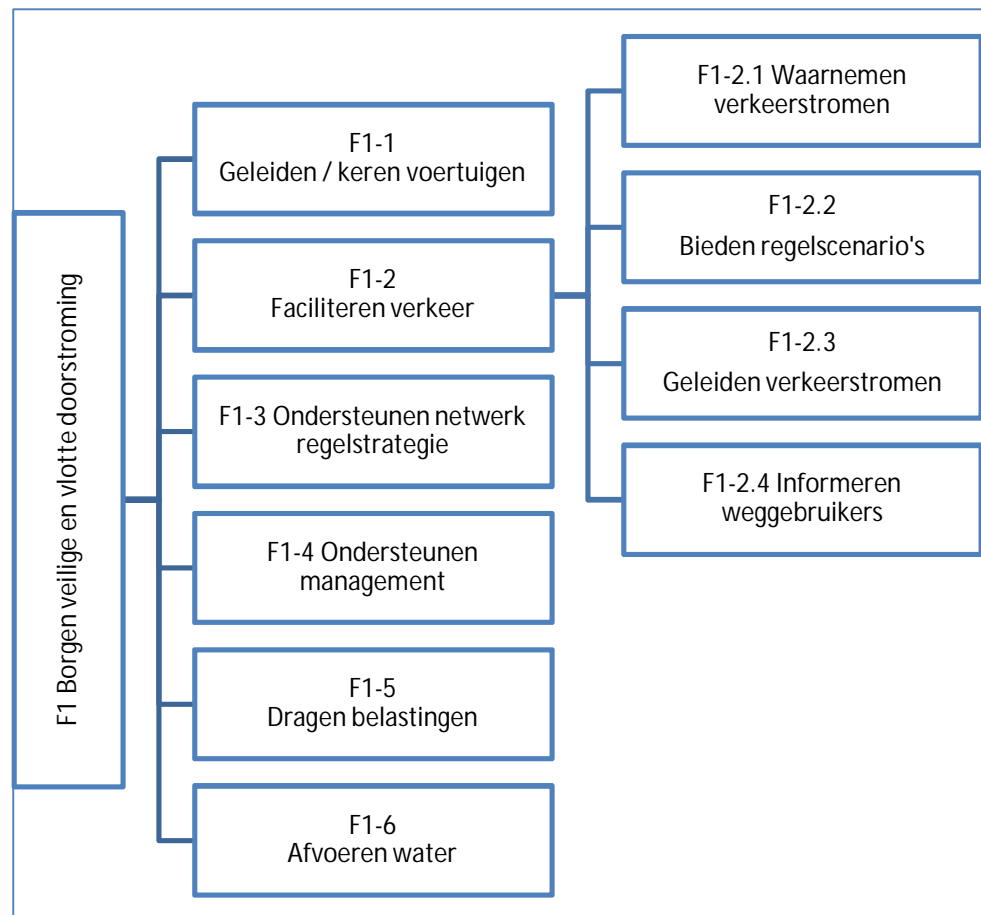 F1 Borgen veilige en vlotte doorstroming
F1-1
Geleiden / keren voertuigen
F1-2
Faciliteren verkeer
F1-3 Ondersteunen netwerk
regelstrategie
F1-4 Ondersteunen
management
F1-5
Dragen belastingen
F1-6
Afvoeren water
F1-2.1 Waarnemen
verkeerstromen
F1-2.2
Bieden regelscenario's
F1-2.3
Geleiden verkeerstromen
F1-2.4 Informeren
weggebruikers